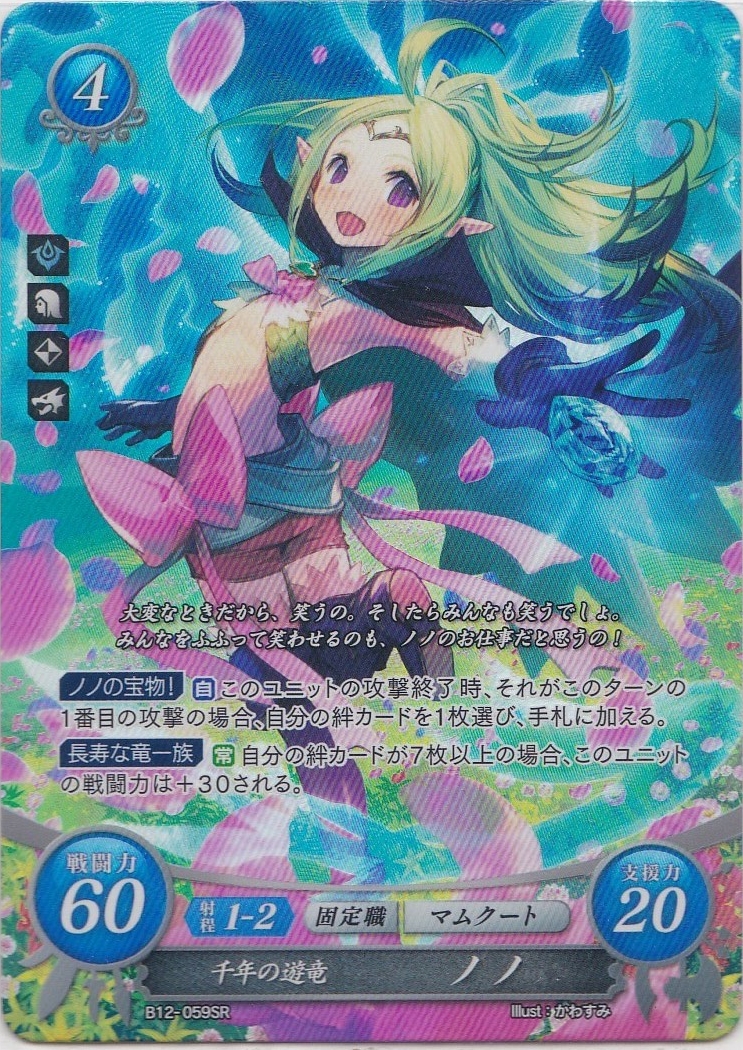 4
大変なときだから、笑うの。そしたらみんなも笑うでしょ。
みんなをふふって笑わせるのも、ノノのお仕事だと思うの！
ノノの宝物！ 自 このユニットの攻撃終了時、それがこのターンの
1番目の攻撃の場合、自分の絆カードを1枚選び、手札に加える。
長寿な竜一族 常 自分の絆カードが7枚以上の場合、このユニット
の戦闘力は＋30される。
戦闘力
60
射程 1-2 固定職 マムクート
支援力
20
千年の遊竜 ノノ
B12-059SR Illust：かわすみ